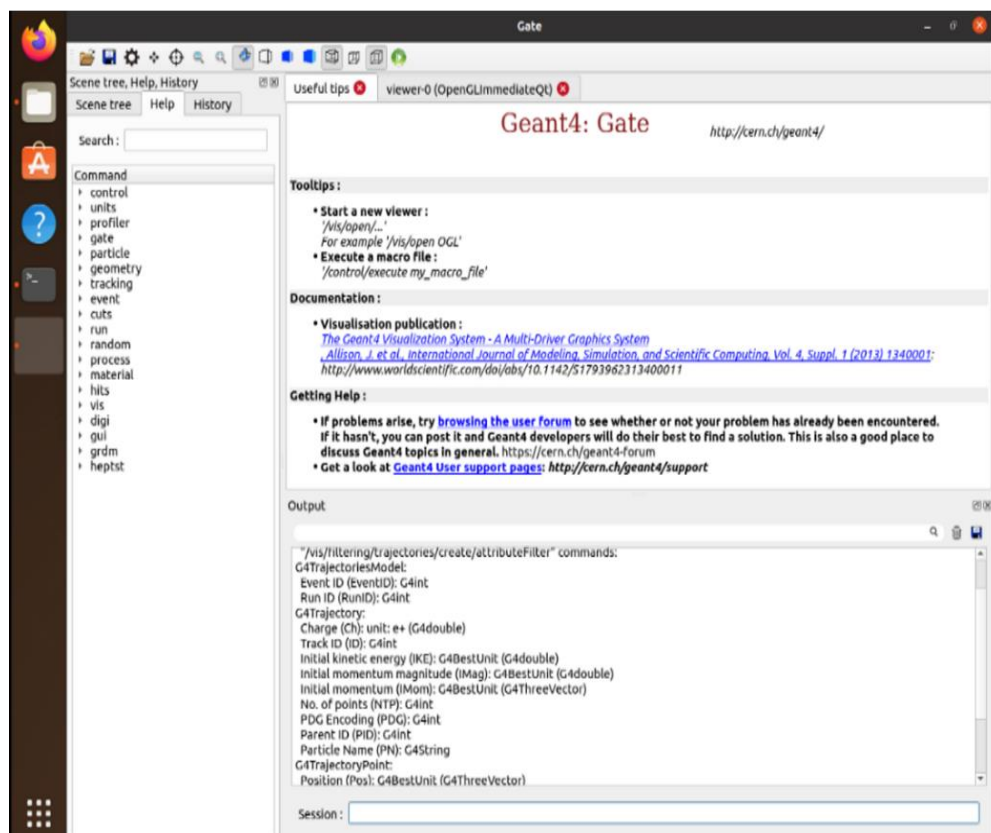 Gate
Scene tree, Help, History
Scene tree Help History
Search :
Command
control
units
profiler
gate
particle
geometry
tracking
event
cuts
run
random
process
material
hits
vis
digi
gui
grdm
heptst
Useful tips viewer-0 (OpenGLImmediateQt)
Geant4: Gate http://cern.ch/geant4/
Tooltips :
• Start a new viewer :
'/vis/open/...'
For example '/vis/open OGL'
• Execute a macro file :
'/control/execute my_macro_file'
Documentation :
• Visualisation publication :
The Geant4 Visualization System - A Multi-Driver Graphics System
, Allison, J. et al., International Journal of Modeling, Simulation, and Scientific Computing, Vol. 4, Suppl. 1 (2013) 1340001:
http://www.worldscientific.com/doi/abs/10.1142/S1793962313400011
Getting Help :
• If problems arise, try browsing the user forum to see whether or not your problem has already been encountered.
If it hasn't, you can post it and Geant4 developers will do their best to find a solution. This is also a good place to
discuss Geant4 topics in general. https://cern.ch/geant4-forum
• Get a look at Geant4 User support pages: http://cern.ch/geant4/support
Output
"/vis/filtering/trajectories/create/attributeFilter" commands:
G4TrajectoriesModel:
Event ID (EventID): G4int
Run ID (RunID): G4int
G4Trajectory:
Charge (Ch): unit: e+ (G4double)
Track ID (ID): G4int
Initial kinetic energy (IKE): G4BestUnit (G4double)
Initial momentum magnitude (IMag): G4BestUnit (G4double)
Initial momentum (IMom): G4BestUnit (G4ThreeVector)
No. of points (NTP): G4int
PDG Encoding (PDG): G4int
Parent ID (PID): G4int
Particle Name (PN): G4String
G4TrajectoryPoint:
Position (Pos): G4BestUnit (G4ThreeVector)
Session :